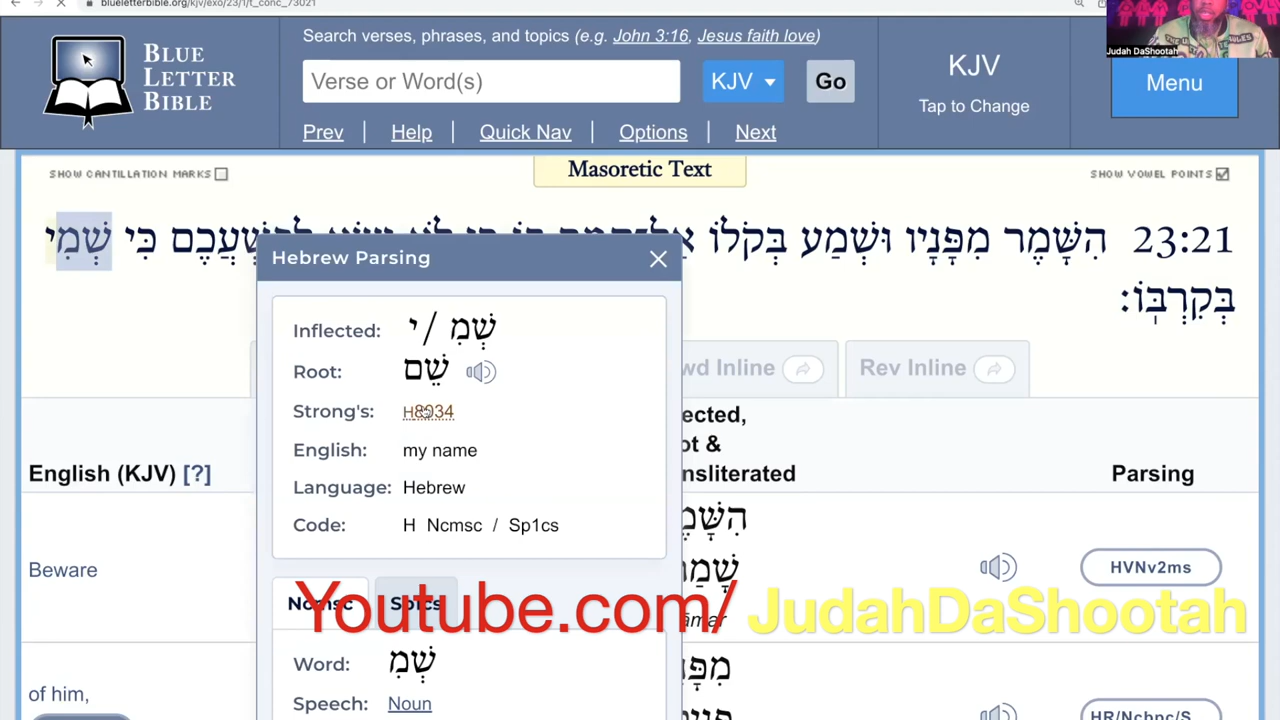 blueletterbible.org/kjv/exo/23/1/t_conc_73021
BLUE
LETTER
BIBLE
Search verses, phrases, and topics (e.g. John 3:16, Jesus faith love)
Verse or Word(s)
KJV
Go
Prev | Help | Quick Nav | Options | Next
KJV
Tap to Change
Judah DaShootah
Menu
SHOW CANTILLATION MARKS
Masoretic Text
SHOW VOWEL POINTS
23:21 הִשָּׁמֶר מִפָּנָיו וּשְׁמַע בְּקֹלוֹ כִּי שְׁמִי
בְּקִרְבּֽוֹ׃
Hebrew Parsing
Inflected: שְׁמִ/י
Root: שֵׁם
Strong's: H8034
English: my name
Language: Hebrew
Code: H Ncmsc / Sp1cs
Ncmsc
Sp1cs
Word: שְׁמִ
Speech: Noun
Rev Inline
English (KJV) [?]
Parsing
Beware
HVNv2ms
of him,
Youtube.com/JudahDaShootah